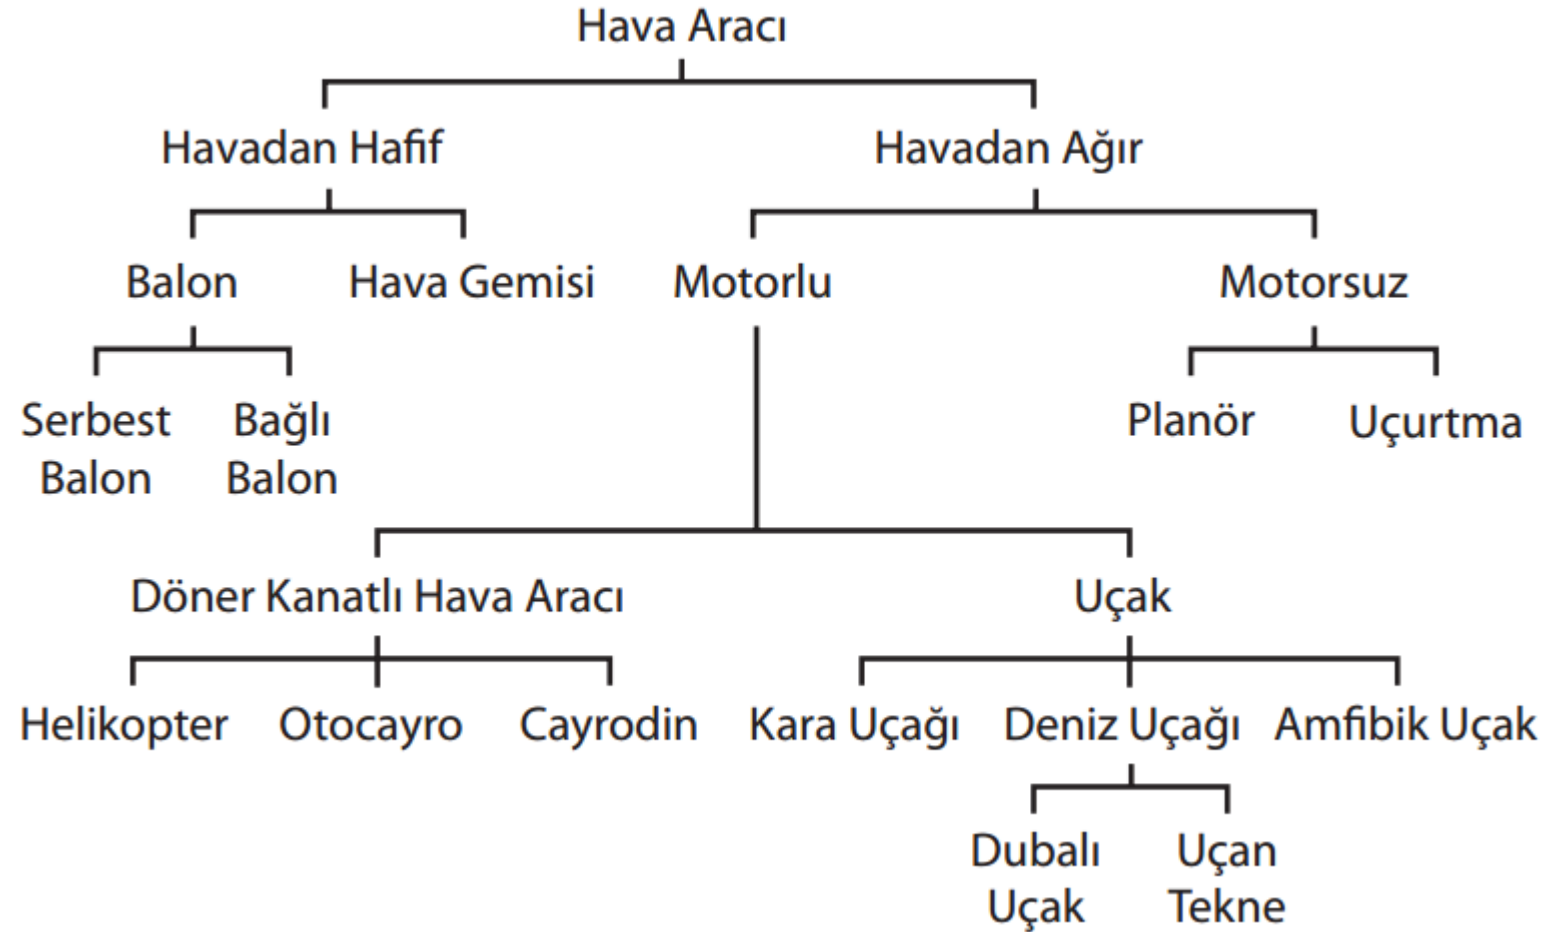 Hava Aracı
Havadan Hafif
Havadan Ağır
Balon
Hava Gemisi
Motorlu
Motorsuz
Serbest
Balon
Bağlı
Balon
Planör
Uçurtma
Döner Kanatlı Hava Aracı
Uçak
Helikopter
Otocayro
Cayrodin
Kara Uçağı
Deniz Uçağı
Amfibik Uçak
Dubalı
Uçak
Uçan
Tekne